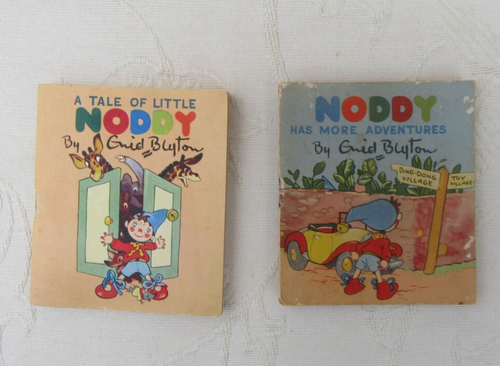 A TALE OF LITTLE
NODDY
By Enid Blyton
NODDY
HAS MORE ADVENTURES
By Enid Blyton
DING-DONG
VILLAGE
TOY
VILLAGE